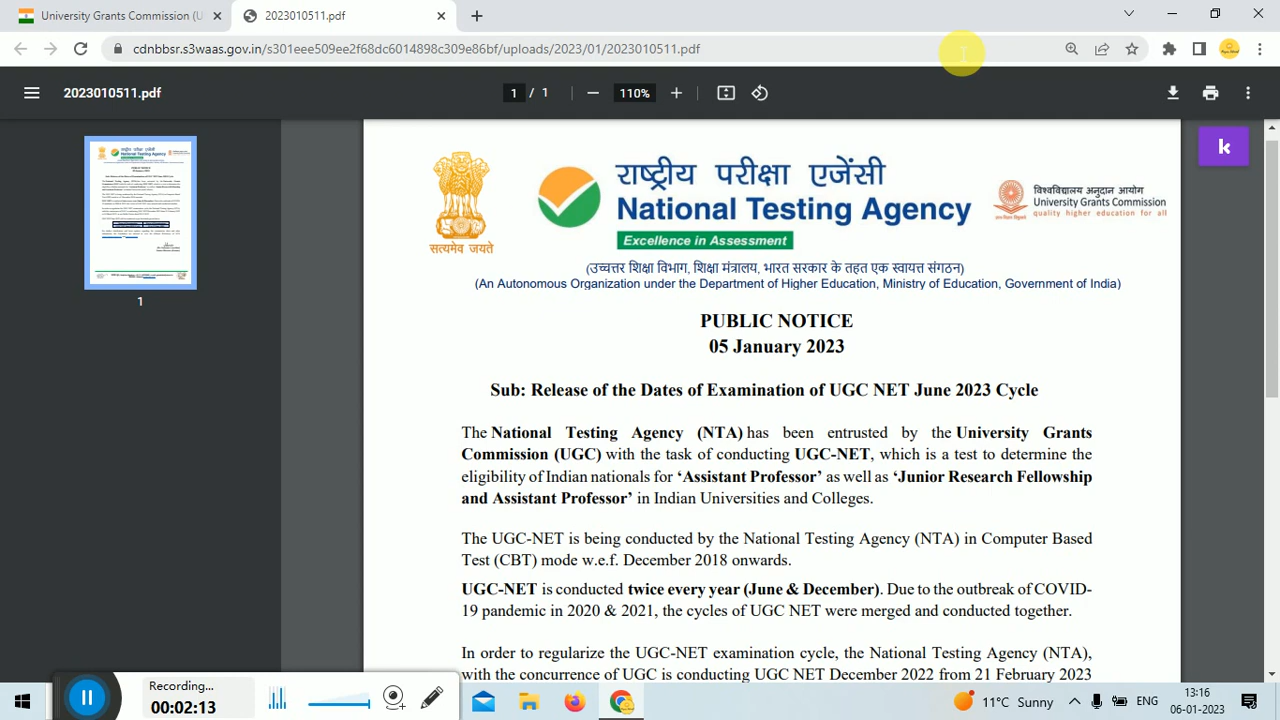 University Grants Commission (U
2023010511.pdf
cdnbbsr.s3waas.gov.in/s301eee509ee2f68dc6014898c309e86bf/uploads/2023/01/2023010511.pdf
2023010511.pdf
1 / 1
110%
1
राष्ट्रीय परीक्षा एजेंसी
National Testing Agency
Excellence in Assessment
सत्यमेव जयते
विश्वविद्यालय अनुदान आयोग
University Grants Commission
quality higher education for all
k
(उच्चतर शिक्षा विभाग, शिक्षा मंत्रालय, भारत सरकार के तहत एक स्वायत्त संगठन)
(An Autonomous Organization under the Department of Higher Education, Ministry of Education, Government of India)
PUBLIC NOTICE
05 January 2023
Sub: Release of the Dates of Examination of UGC NET June 2023 Cycle
The National Testing Agency (NTA) has been entrusted by the University Grants
Commission (UGC) with the task of conducting UGC-NET, which is a test to determine the
eligibility of Indian nationals for ‘Assistant Professor’ as well as ‘Junior Research Fellowship
and Assistant Professor’ in Indian Universities and Colleges.
The UGC-NET is being conducted by the National Testing Agency (NTA) in Computer Based
Test (CBT) mode w.e.f. December 2018 onwards.
UGC-NET is conducted twice every year (June & December). Due to the outbreak of COVID-
19 pandemic in 2020 & 2021, the cycles of UGC NET were merged and conducted together.
In order to regularize the UGC-NET examination cycle, the National Testing Agency (NTA),
with the concurrence of UGC is conducting UGC NET December 2022 from 21 February 2023
Recording...
00:02:13
11°C Sunny
ENG
13:16
06-01-2023